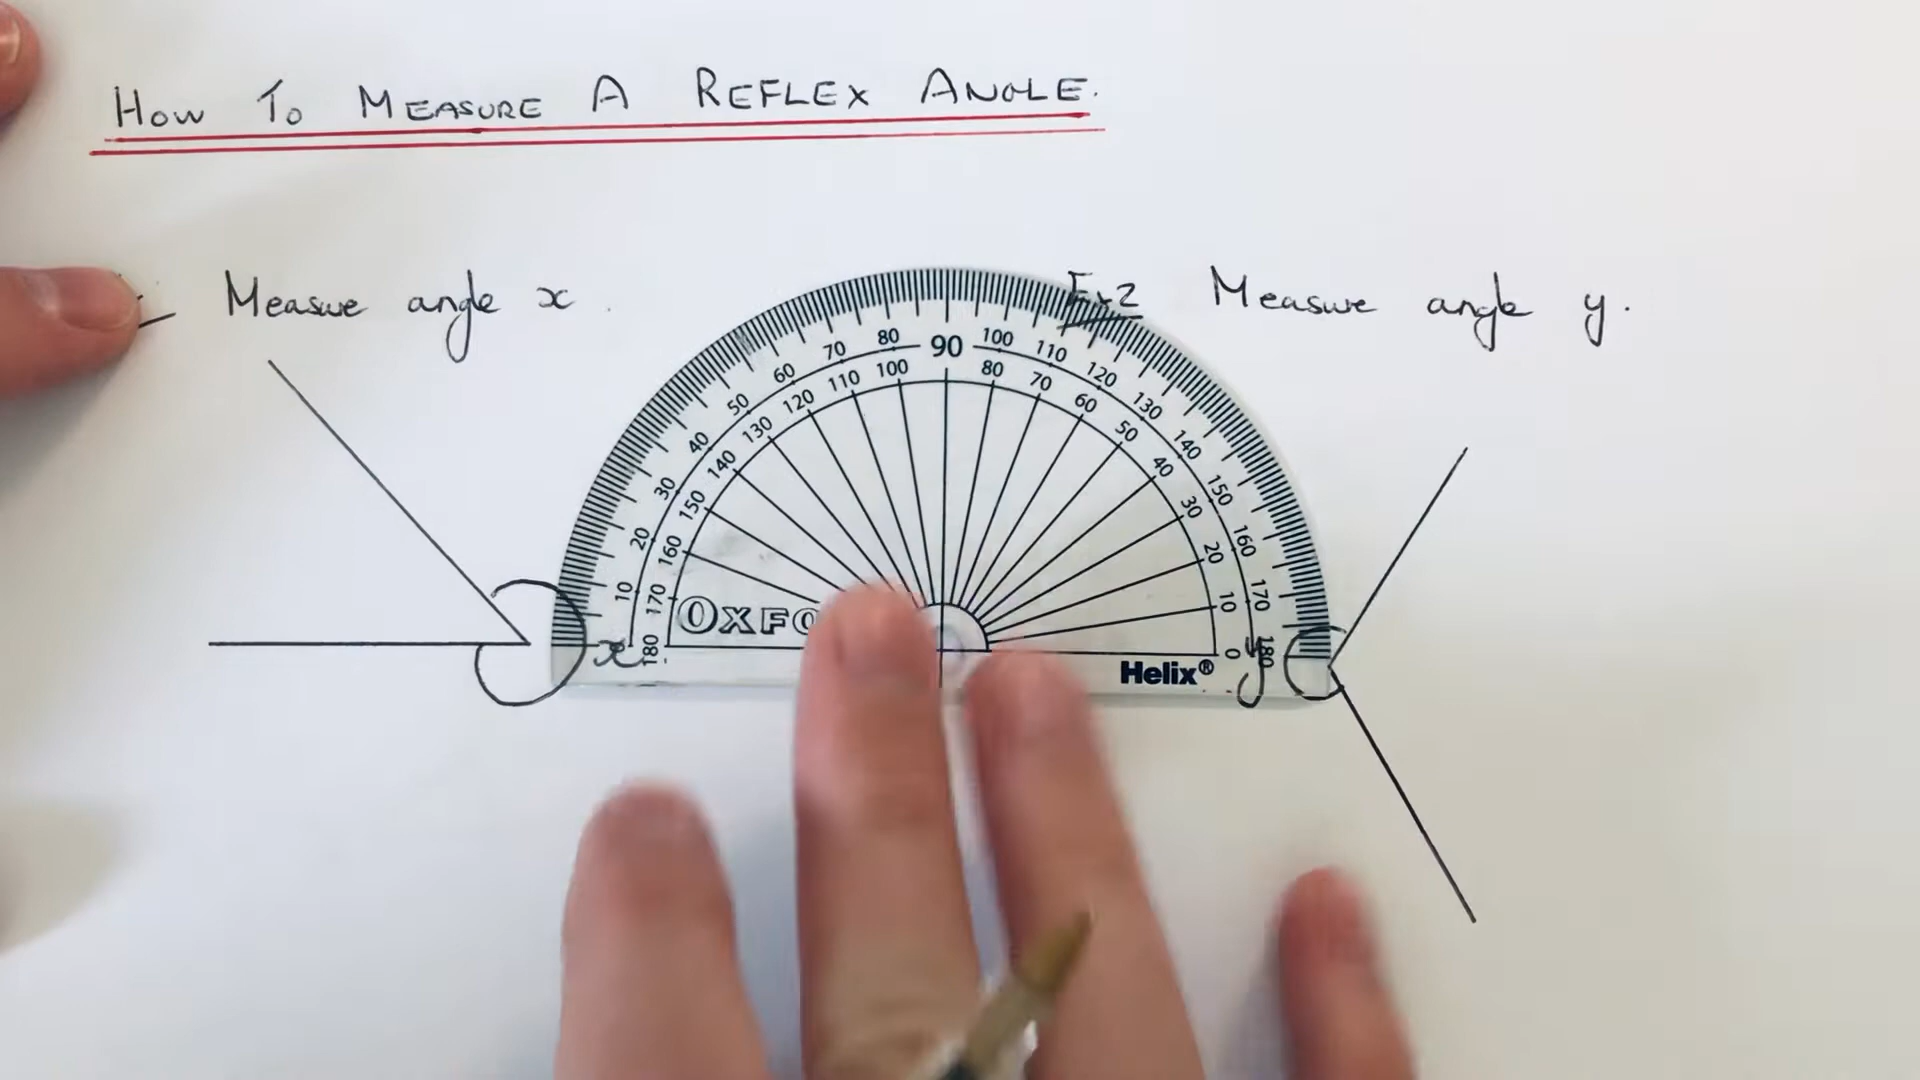 HOW TO MEASURE A REFLEX ANGLE.
Measure angle x.
Ex2 Measure angle y.
80 90 100
70 110
60 120
50 130
40 140
30 150
20 160
10 170
180
100 80
110 70
120 60
130 50
140 40
150 30
160 20
170 10
180 0
OXFO
Helix®
x
y